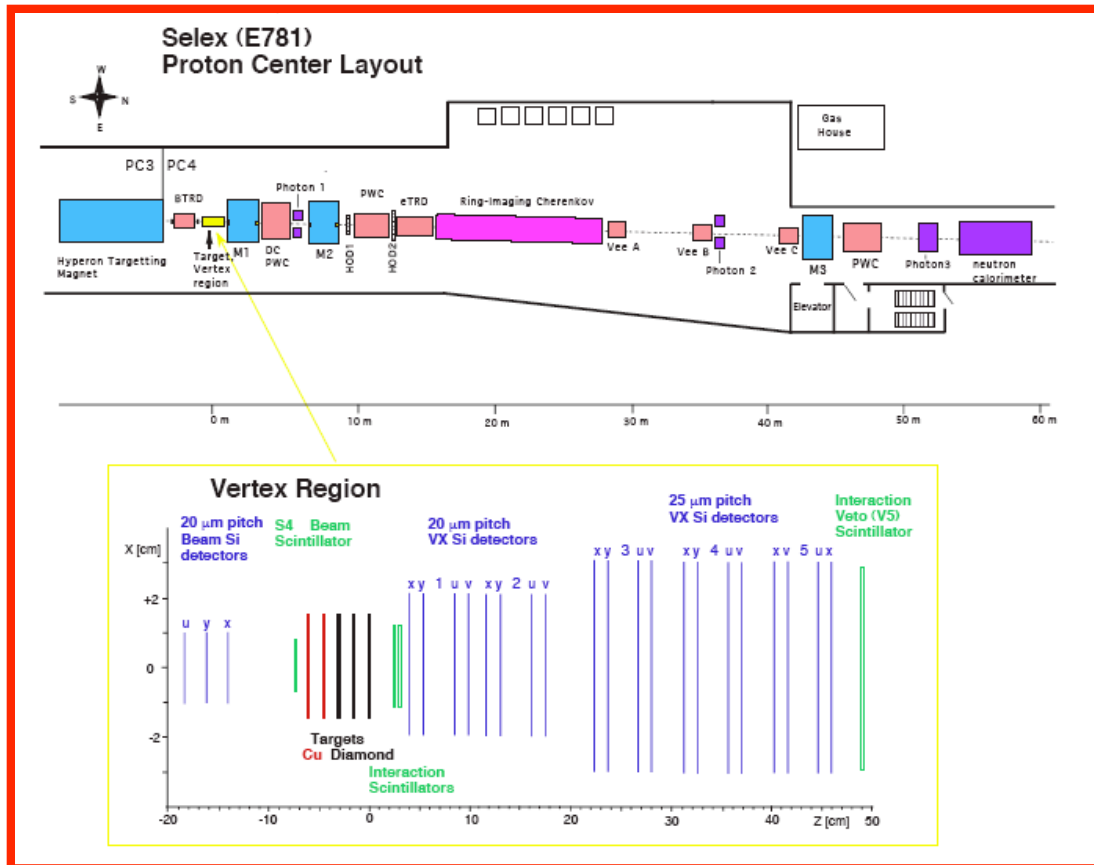 Selex (E781)
Proton Center Layout
W
S N
E
Gas
House
PC3 PC4
BTRD
Photon 1
PWC
eTRD
Ring-Imaging Cherenkov
Hyperon Targetting
Magnet
Target,
Vertex
region
M1
DC
PWC
M2
HOD1
HOD2
Vee A
Vee B
Photon 2
Vee C
M3
PWC
Photon3
neutron
calorimeter
Elevator
0 m 10 m 20 m 30 m 40 m 50 m 60 m
Vertex Region
20 μm pitch
Beam Si
detectors
S4 Beam
Scintillator
20 μm pitch
VX Si detectors
25 μm pitch
VX Si detectors
Interaction
Veto (V5)
Scintillator
X [cm]
x y 3 u v x y 4 u v x v 5 u x
x y 1 u v x y 2 u v
+2
u y x
0
-2
Targets
Cu Diamond
Interaction
Scintillators
-20 -10 0 10 20 30 40 Z [cm] 50